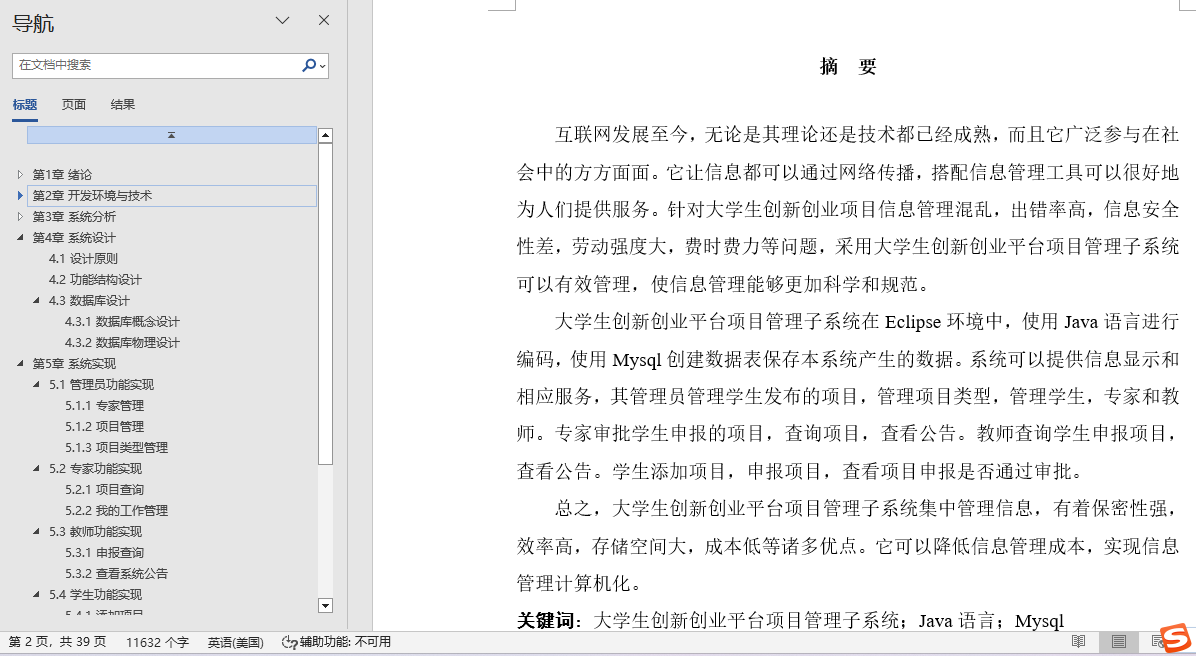 导航
在文档中搜索
标题 页面 结果
第1章 绪论
第2章 开发环境与技术
第3章 系统分析
第4章 系统设计
4.1 设计原则
4.2 功能结构设计
4.3 数据库设计
4.3.1 数据库概念设计
4.3.2 数据库物理设计
第5章 系统实现
5.1 管理员功能实现
5.1.1 专家管理
5.1.2 项目管理
5.1.3 项目类型管理
5.2 专家功能实现
5.2.1 项目查询
5.2.2 我的工作管理
5.3 教师功能实现
5.3.1 申报查询
5.3.2 查看系统公告
5.4 学生功能实现
5.4.1 添加项目
摘 要
互联网发展至今，无论是其理论还是技术都已经成熟，而且它广泛参与在社
会中的方方面面。它让信息都可以通过网络传播，搭配信息管理工具可以很好地
为人们提供服务。针对大学生创新创业项目信息管理混乱，出错率高，信息安全
性差，劳动强度大，费时费力等问题，采用大学生创新创业平台项目管理子系统
可以有效管理，使信息管理能够更加科学和规范。
大学生创新创业平台项目管理子系统在 Eclipse 环境中，使用 Java 语言进行
编码，使用 Mysql 创建数据表保存本系统产生的数据。系统可以提供信息显示和
相应服务，其管理员管理学生发布的项目，管理项目类型，管理学生，专家和教
师。专家审批学生申报的项目，查询项目，查看公告。教师查询学生申报项目，
查看公告。学生添加项目，申报项目，查看项目申报是否通过审批。
总之，大学生创新创业平台项目管理子系统集中管理信息，有着保密性强，
效率高，存储空间大，成本低等诸多优点。它可以降低信息管理成本，实现信息
管理计算机化。
关键词：大学生创新创业平台项目管理子系统；Java 语言；Mysql
第 2 页，共 39 页 11632 个字 英语(美国) 辅助功能: 不可用